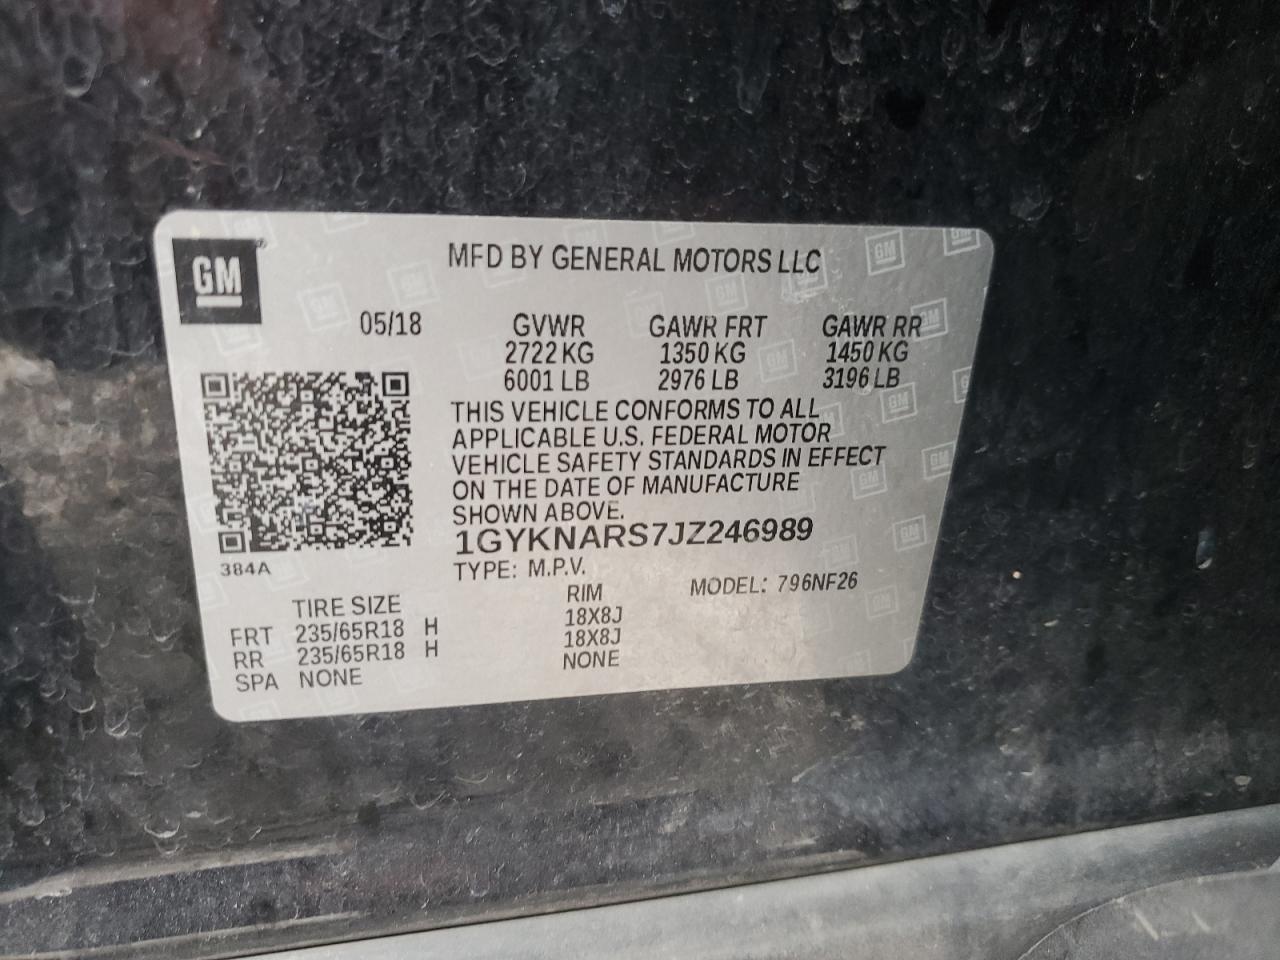 GM
MFD BY GENERAL MOTORS LLC
05/18 GVWR GAWR FRT GAWR RR
2722 KG 1350 KG 1450 KG
6001 LB 2976 LB 3196 LB
THIS VEHICLE CONFORMS TO ALL
APPLICABLE U.S. FEDERAL MOTOR
VEHICLE SAFETY STANDARDS IN EFFECT
ON THE DATE OF MANUFACTURE
SHOWN ABOVE.
1GYKNARS7JZ246989
384A
TYPE: M.P.V. MODEL: 796NF26
TIRE SIZE RIM
FRT 235/65R18 H 18X8J
RR 235/65R18 H 18X8J
SPA NONE NONE